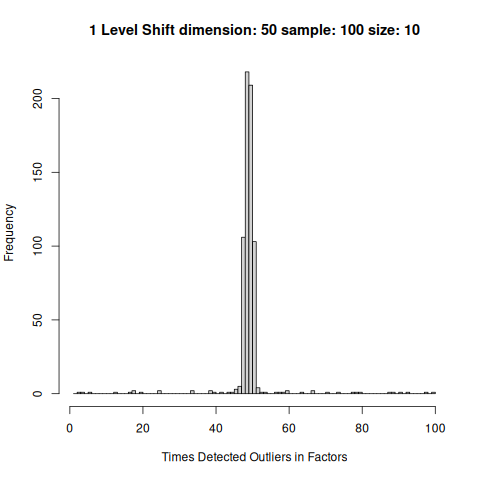 1 Level Shift dimension: 50 sample: 100 size: 10
Frequency
200
150
100
50
0
0 20 40 60 80 100
Times Detected Outliers in Factors